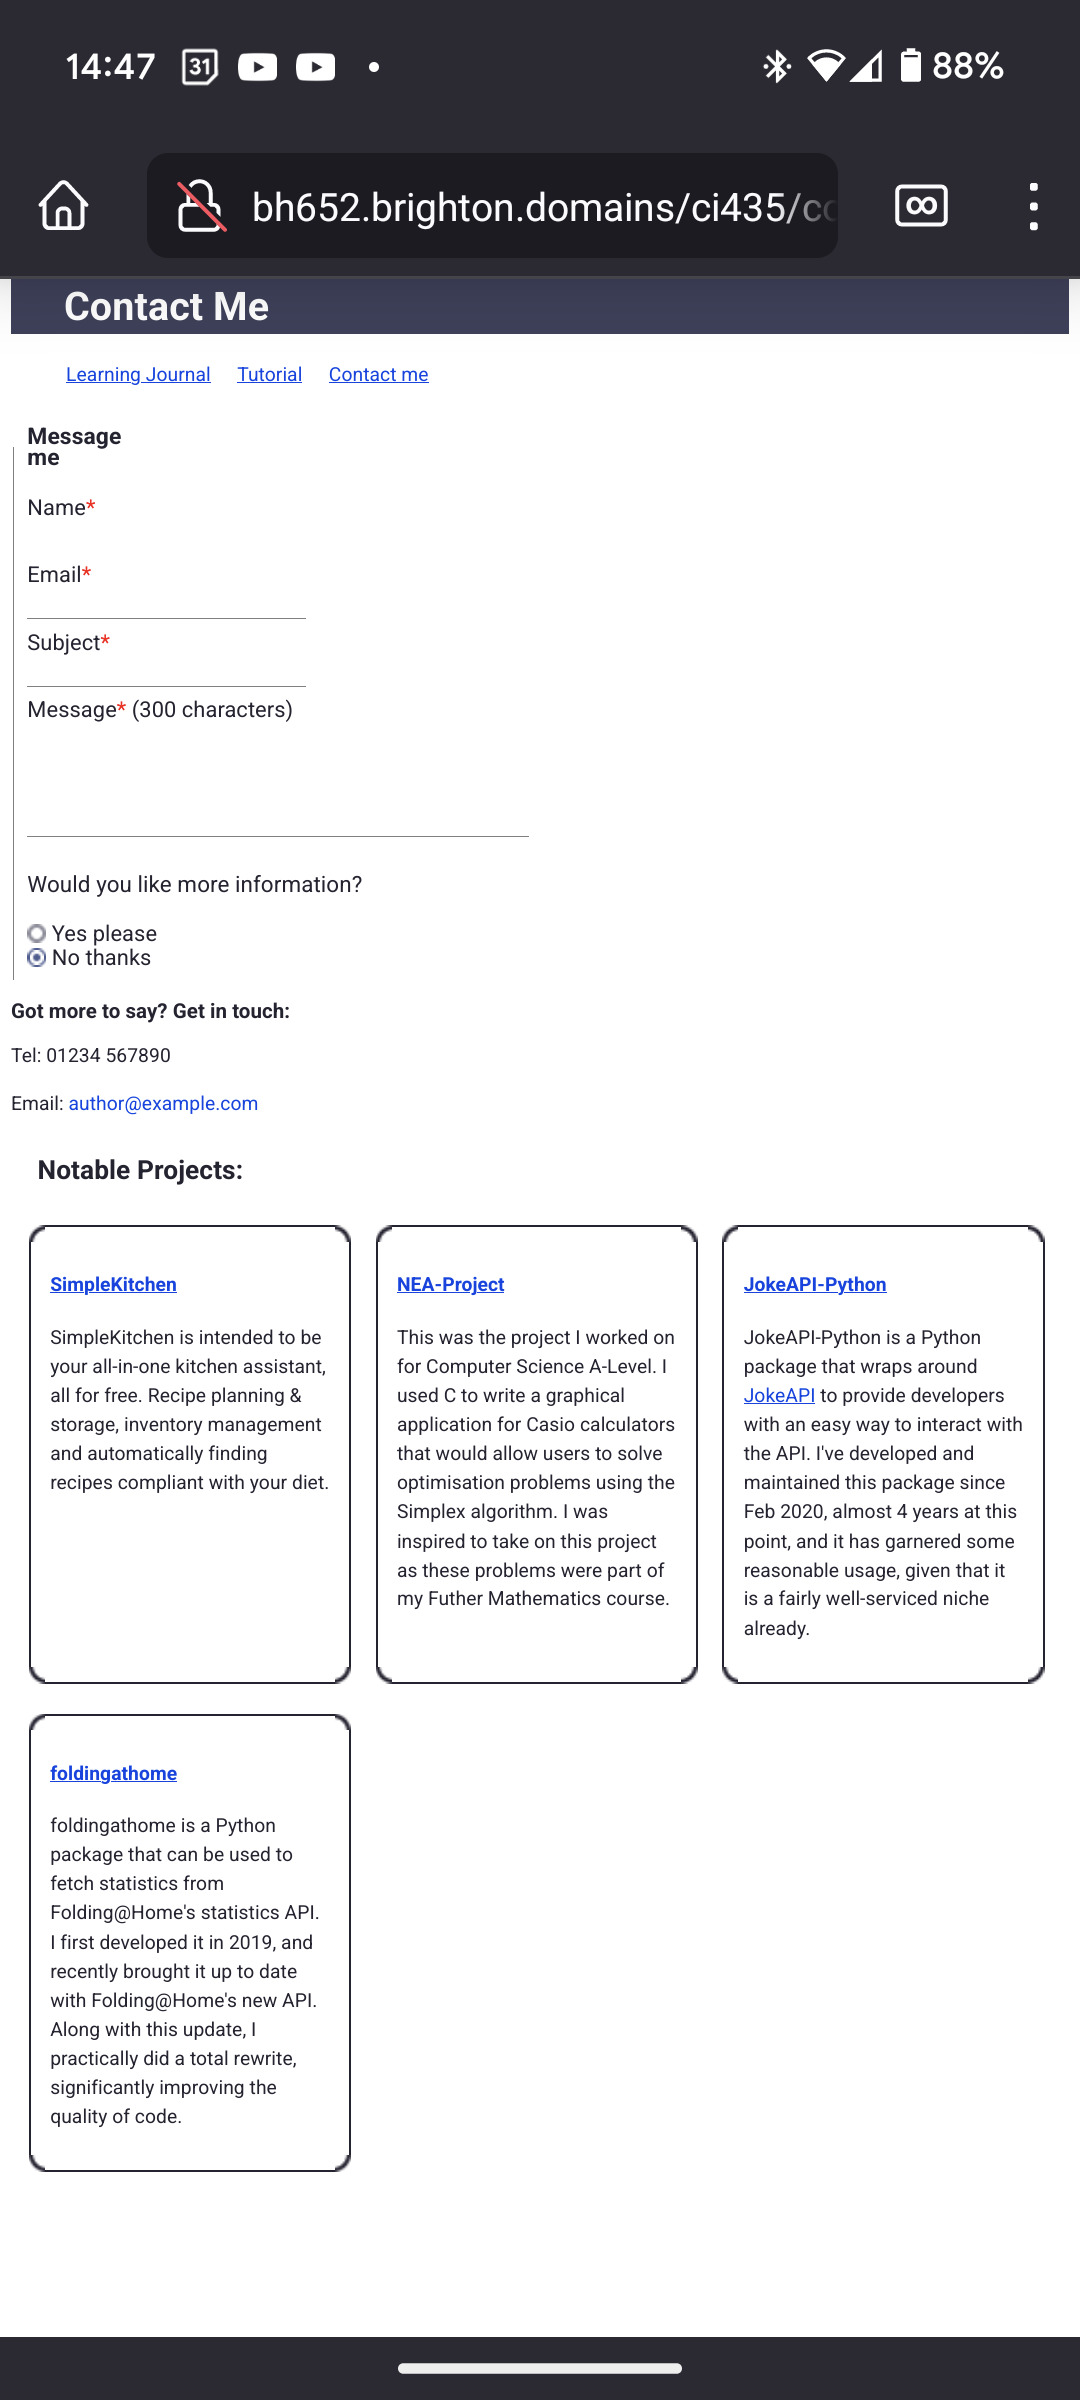 14:47
31
88%
bh652.brighton.domains/ci435/
Contact Me
Learning Journal Tutorial Contact me
Message
me
Name*
Email*
Subject*
Message* (300 characters)
Would you like more information?
Yes please
No thanks
Got more to say? Get in touch:
Tel: 01234 567890
Email: author@example.com
Notable Projects:
SimpleKitchen
SimpleKitchen is intended to be
your all-in-one kitchen assistant,
all for free. Recipe planning &
storage, inventory management
and automatically finding
recipes compliant with your diet.
NEA-Project
This was the project I worked on
for Computer Science A-Level. I
used C to write a graphical
application for Casio calculators
that would allow users to solve
optimisation problems using the
Simplex algorithm. I was
inspired to take on this project
as these problems were part of
my Futher Mathematics course.
JokeAPI-Python
JokeAPI-Python is a Python
package that wraps around
JokeAPI to provide developers
with an easy way to interact with
the API. I've developed and
maintained this package since
Feb 2020, almost 4 years at this
point, and it has garnered some
reasonable usage, given that it
is a fairly well-serviced niche
already.
foldingathome
foldingathome is a Python
package that can be used to
fetch statistics from
Folding@Home's statistics API.
I first developed it in 2019, and
recently brought it up to date
with Folding@Home's new API.
Along with this update, I
practically did a total rewrite,
significantly improving the
quality of code.